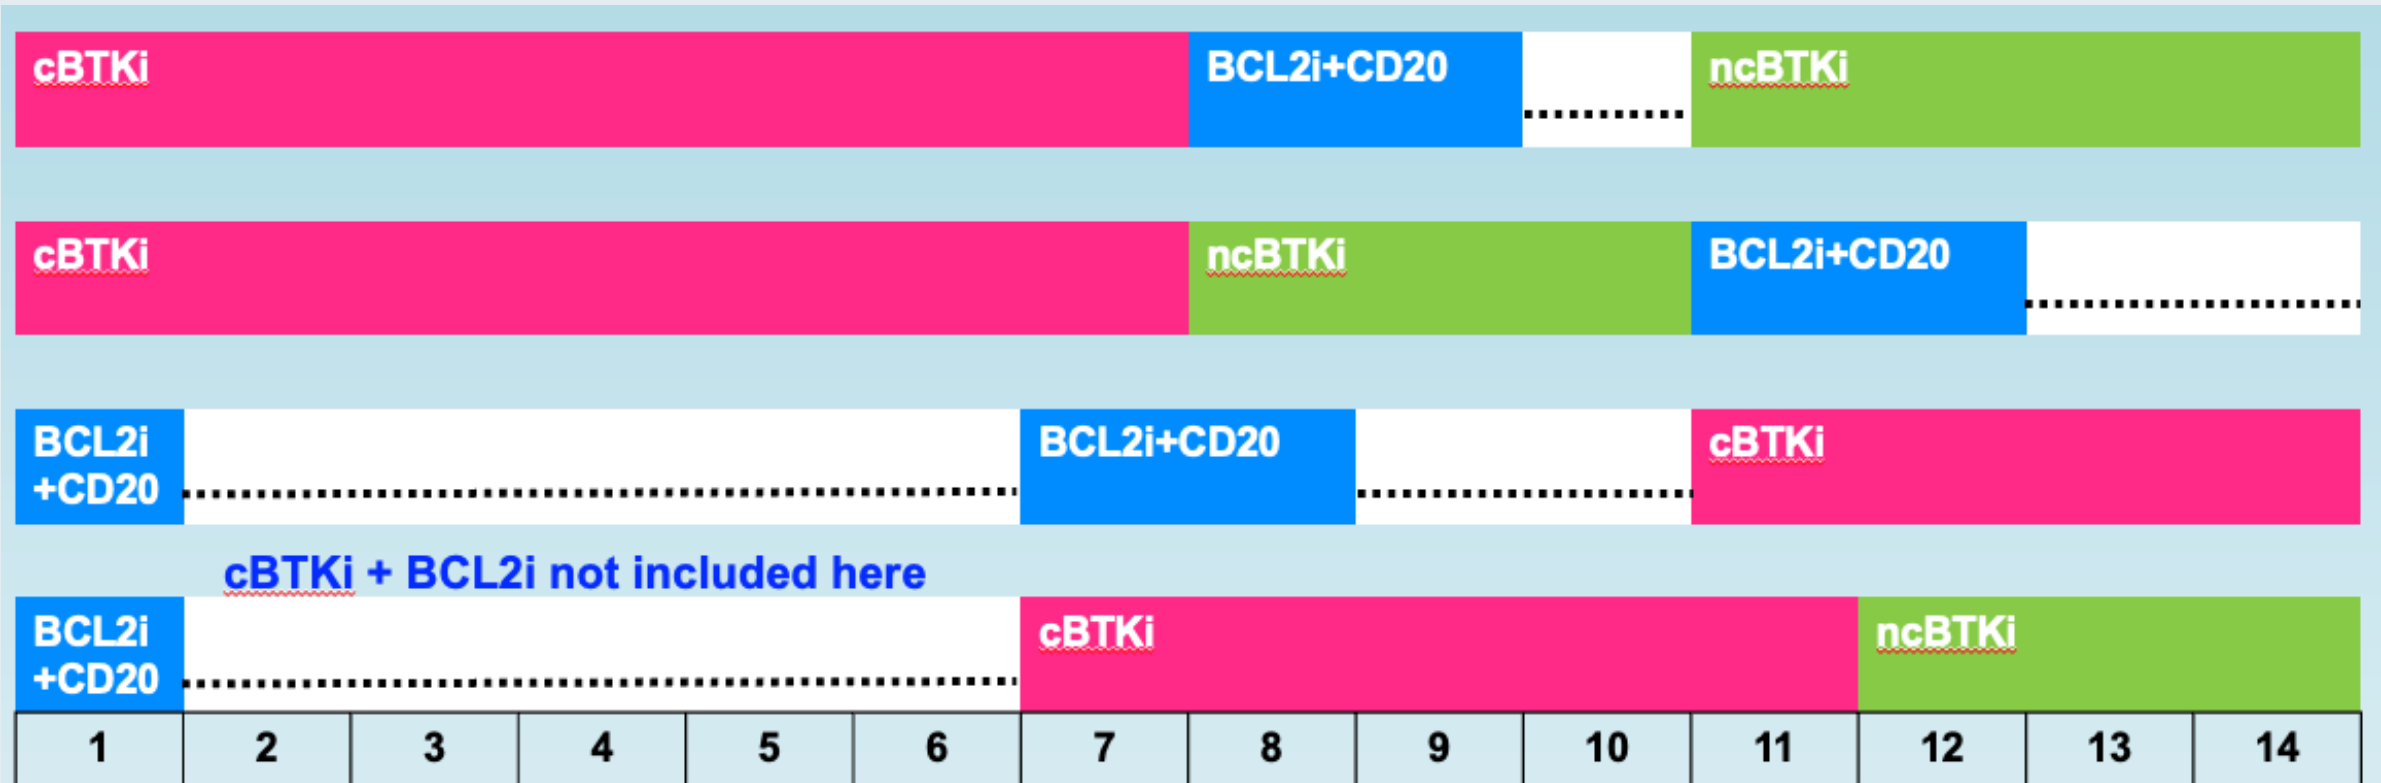 cBTKi BCL2i+CD20 ncBTKi
cBTKi ncBTKi BCL2i+CD20
BCL2i BCL2i+CD20 cBTKi
+CD20
cBTKi + BCL2i not included here
BCL2i cBTKi ncBTKi
+CD20
1 2 3 4 5 6 7 8 9 10 11 12 13 14